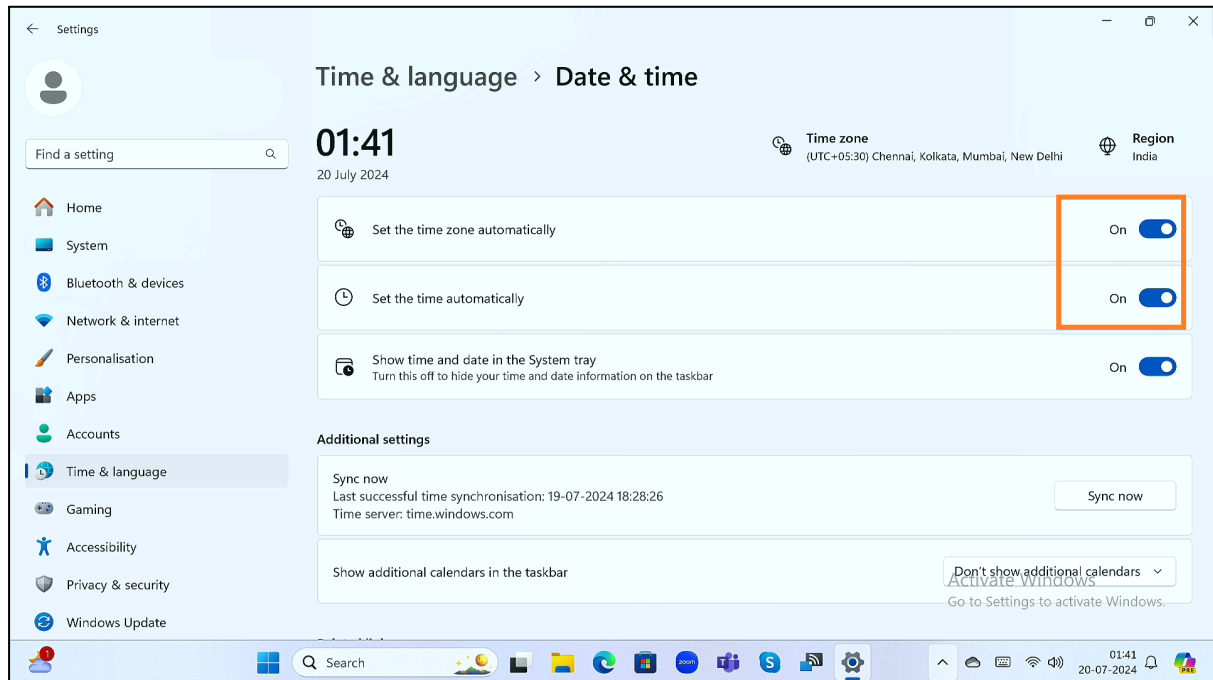 Settings
Time & language > Date & time
01:41
20 July 2024
Time zone
(UTC+05:30) Chennai, Kolkata, Mumbai, New Delhi
Region
India
Find a setting
Home
System
Bluetooth & devices
Network & internet
Personalisation
Apps
Accounts
Time & language
Gaming
Accessibility
Privacy & security
Windows Update
Set the time zone automatically
On
Set the time automatically
On
Show time and date in the System tray
Turn this off to hide your time and date information on the taskbar
On
Additional settings
Sync now
Last successful time synchronisation: 19-07-2024 18:28:26
Time server: time.windows.com
Sync now
Show additional calendars in the taskbar
Don't show additional calendars
Activate Windows
Go to Settings to activate Windows.
1
Search
zoom
01:41
20-07-2024
PRE